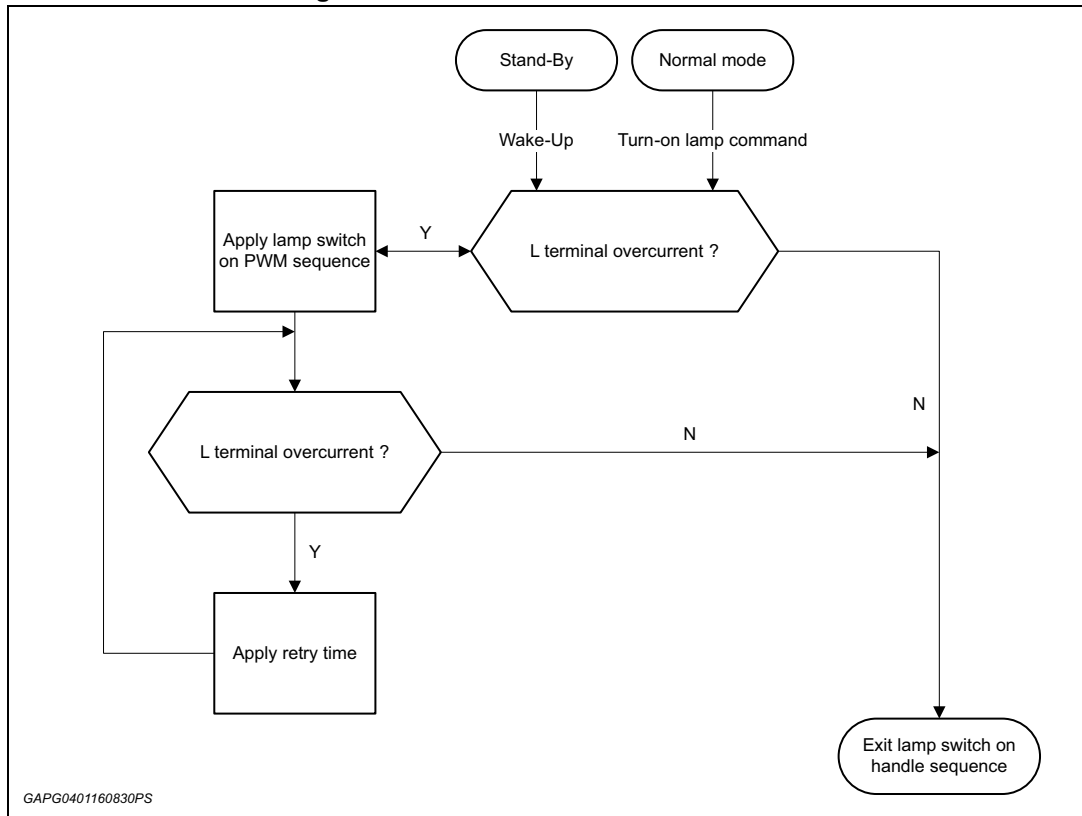 Stand-By
Normal mode
Wake-Up
Turn-on lamp command
Apply lamp switch
on PWM sequence
Y
L terminal overcurrent ?
N
L terminal overcurrent ?
N
Y
Apply retry time
Exit lamp switch on
handle sequence
GAPG0401160830PS